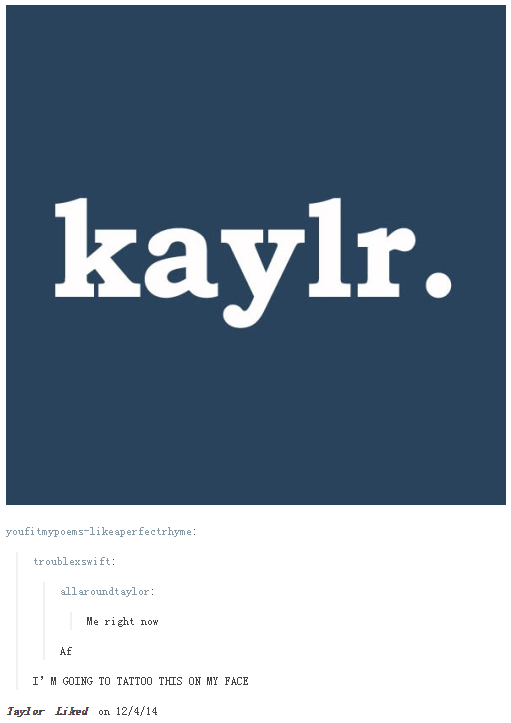 kaylr.
youfitmypoems-likeaperfectrhyme:
troublexswift:
allaroundtaylor:
Me right now
Af
I'M GOING TO TATTOO THIS ON MY FACE
Taylor Liked on 12/4/14